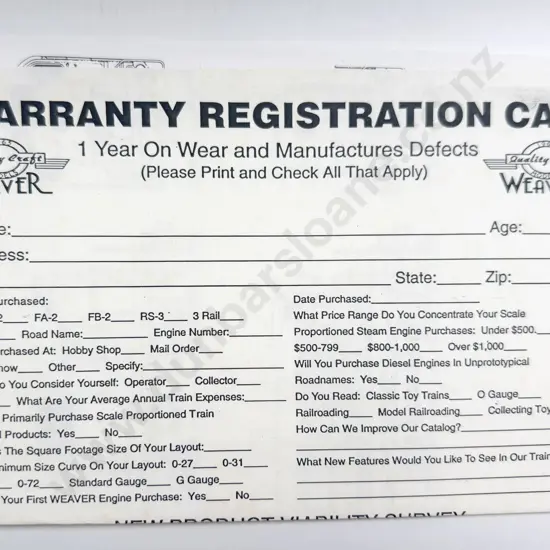 ARRANTY REGISTRATION CA
1 Year On Wear and Manufactures Defects
(Please Print and Check All That Apply)
y Craft
EAVER
Quality
WEAV
e:
Age:
ess:
State: Zip:
urchased:
2 FA-2 FB-2 RS-3 3 Rail
Road Name: Engine Number:
rchased At: Hobby Shop Mail Order
how Other Specify:
o You Consider Yourself: Operator Collector
What Are Your Average Annual Train Expenses:
Primarily Purchase Scale Proportioned Train
l Products: Yes No
s The Square Footage Size Of Your Layout:
nimum Size Curve On Your Layout: 0-27 0-31
0-72 Standard Gauge G Gauge
Your First WEAVER Engine Purchase: Yes No
Date Purchased:
What Price Range Do You Concentrate Your Scale
Proportioned Steam Engine Purchases: Under $500.
$500-799 $800-1,000 Over $1,000
Will You Purchase Diesel Engines In Unprototypical
Roadnames: Yes No
Do You Read: Classic Toy Trains O Gauge
Railroading Model Railroading Collecting Toy
How Can We Improve Our Catalog?
What New Features Would You Like To See In Our Train
NEW PRODUCT VIABILITY SURVEY